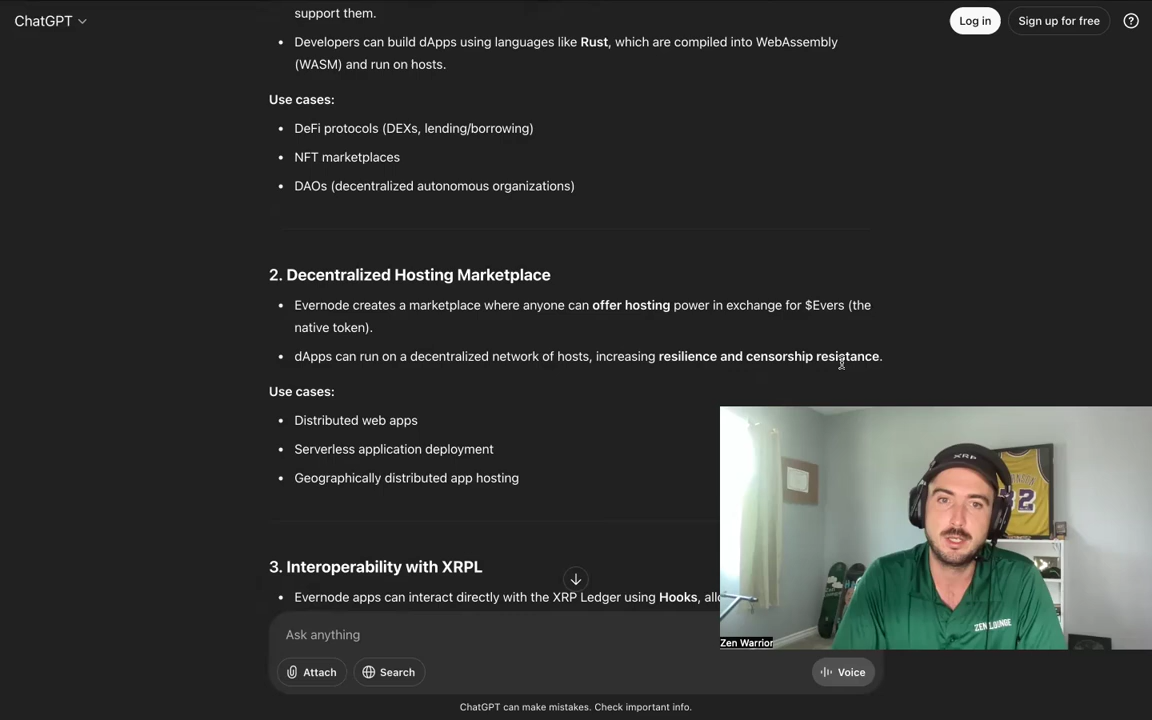 ChatGPT
Log in
Sign up for free
support them.
• Developers can build dApps using languages like Rust, which are compiled into WebAssembly
(WASM) and run on hosts.
Use cases:
• DeFi protocols (DEXs, lending/borrowing)
• NFT marketplaces
• DAOs (decentralized autonomous organizations)
2. Decentralized Hosting Marketplace
• Evernode creates a marketplace where anyone can offer hosting power in exchange for $Evers (the
native token).
• dApps can run on a decentralized network of hosts, increasing resilience and censorship resistance.
Use cases:
• Distributed web apps
• Serverless application deployment
• Geographically distributed app hosting
3. Interoperability with XRPL
• Evernode apps can interact directly with the XRP Ledger using Hooks,
Ask anything
Attach
Search
Voice
ChatGPT can make mistakes. Check important info.
XRP
32
ZEN LOUNGE
Zen Warrior